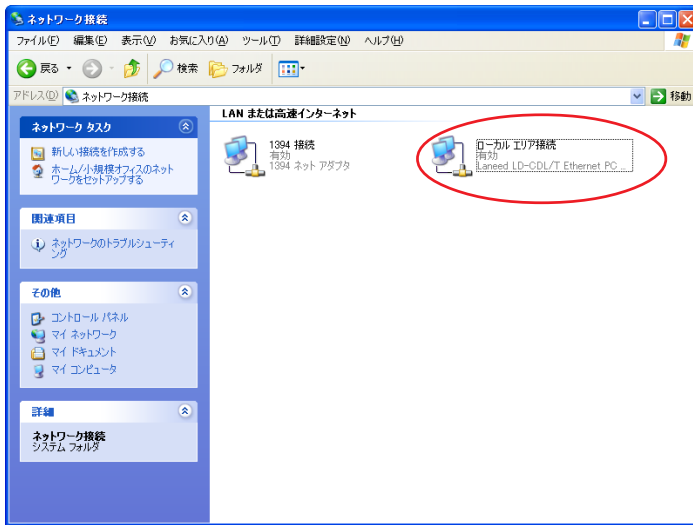 ネットワーク接続
ファイル(F) 編集(E) 表示(V) お気に入り(A) ツール(T) 詳細設定(N) ヘルプ(H)
戻る 検索 フォルダ
アドレス(D) ネットワーク接続 移動
ネットワーク タスク
新しい接続を作成する
ホーム/小規模オフィスのネット
ワークをセットアップする
関連項目
ネットワークのトラブルシューティ
ング
その他
コントロール パネル
マイ ネットワーク
マイ ドキュメント
マイ コンピュータ
詳細
ネットワーク接続
システム フォルダ
LAN または高速インターネット
1394 接続
有効
1394 ネット アダプタ
ローカル エリア接続
有効
Laneed LD-CDL/T Ethernet PC ...